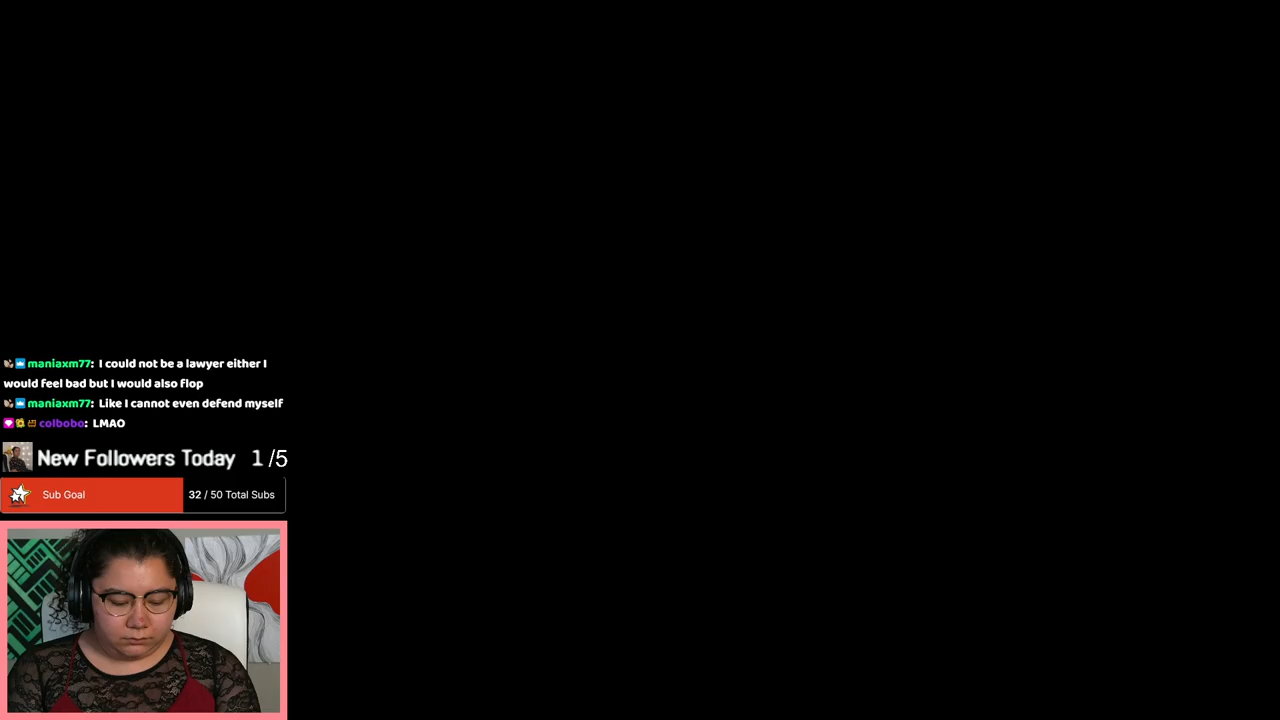 maniaxm77: I could not be a lawyer either I
would feel bad but I would also flop
maniaxm77: Like I cannot even defend myself
colbobo: LMAO
New Followers Today 1 /5
Sub Goal 32 / 50 Total Subs